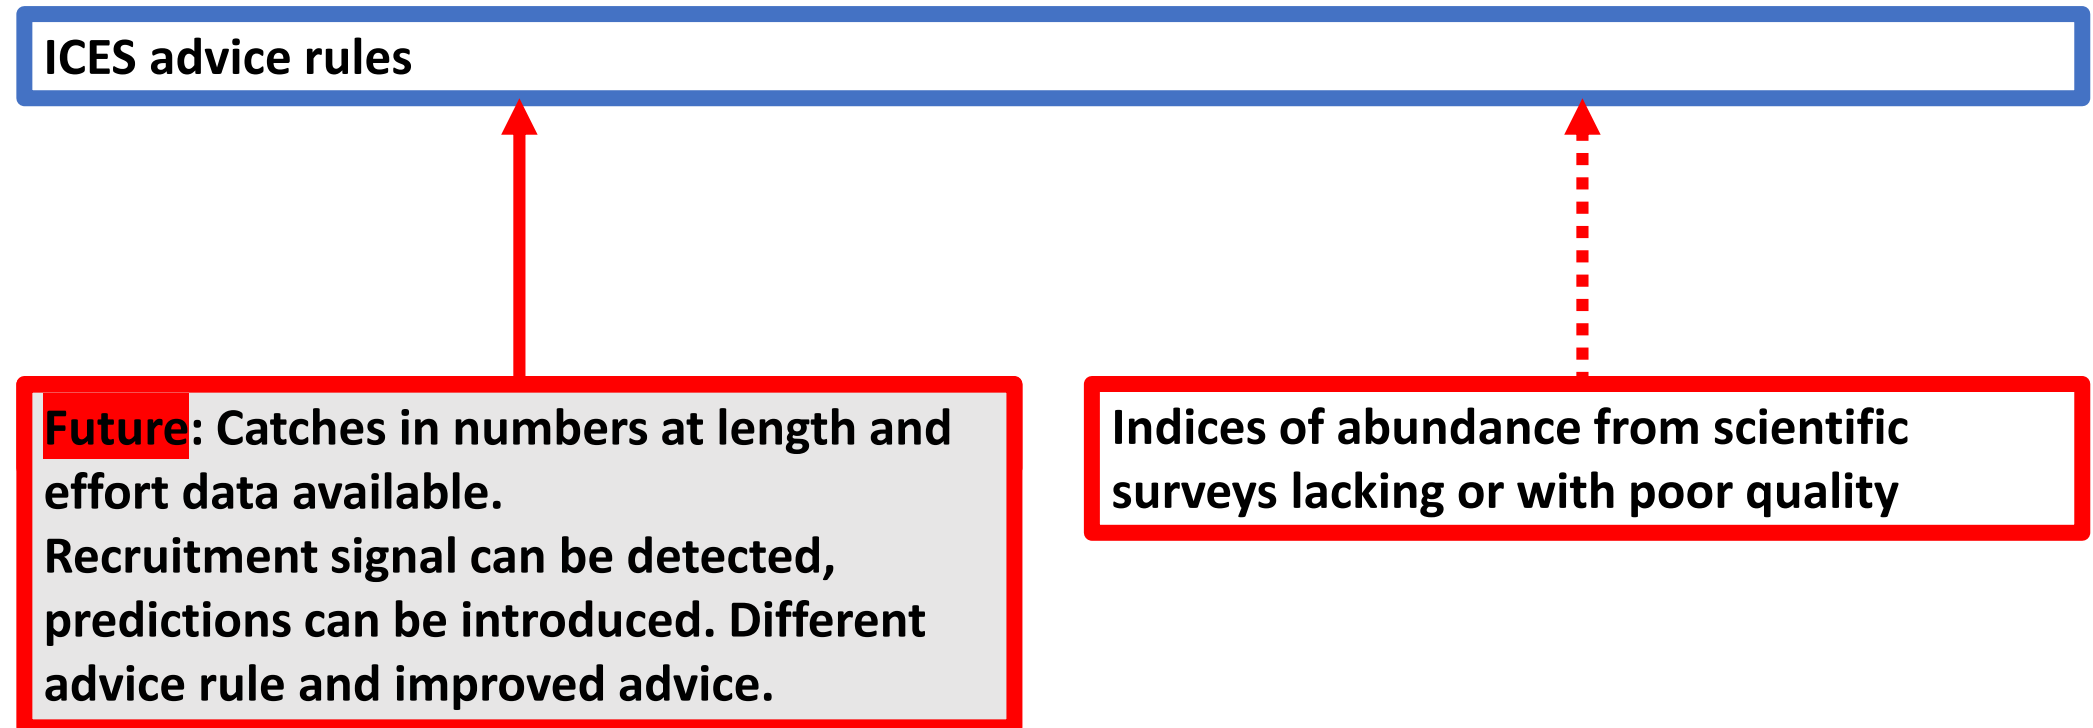 ICES advice rules
Future: Catches in numbers at length and
effort data available.
Recruitment signal can be detected,
predictions can be introduced. Different
advice rule and improved advice.
Indices of abundance from scientific
surveys lacking or with poor quality